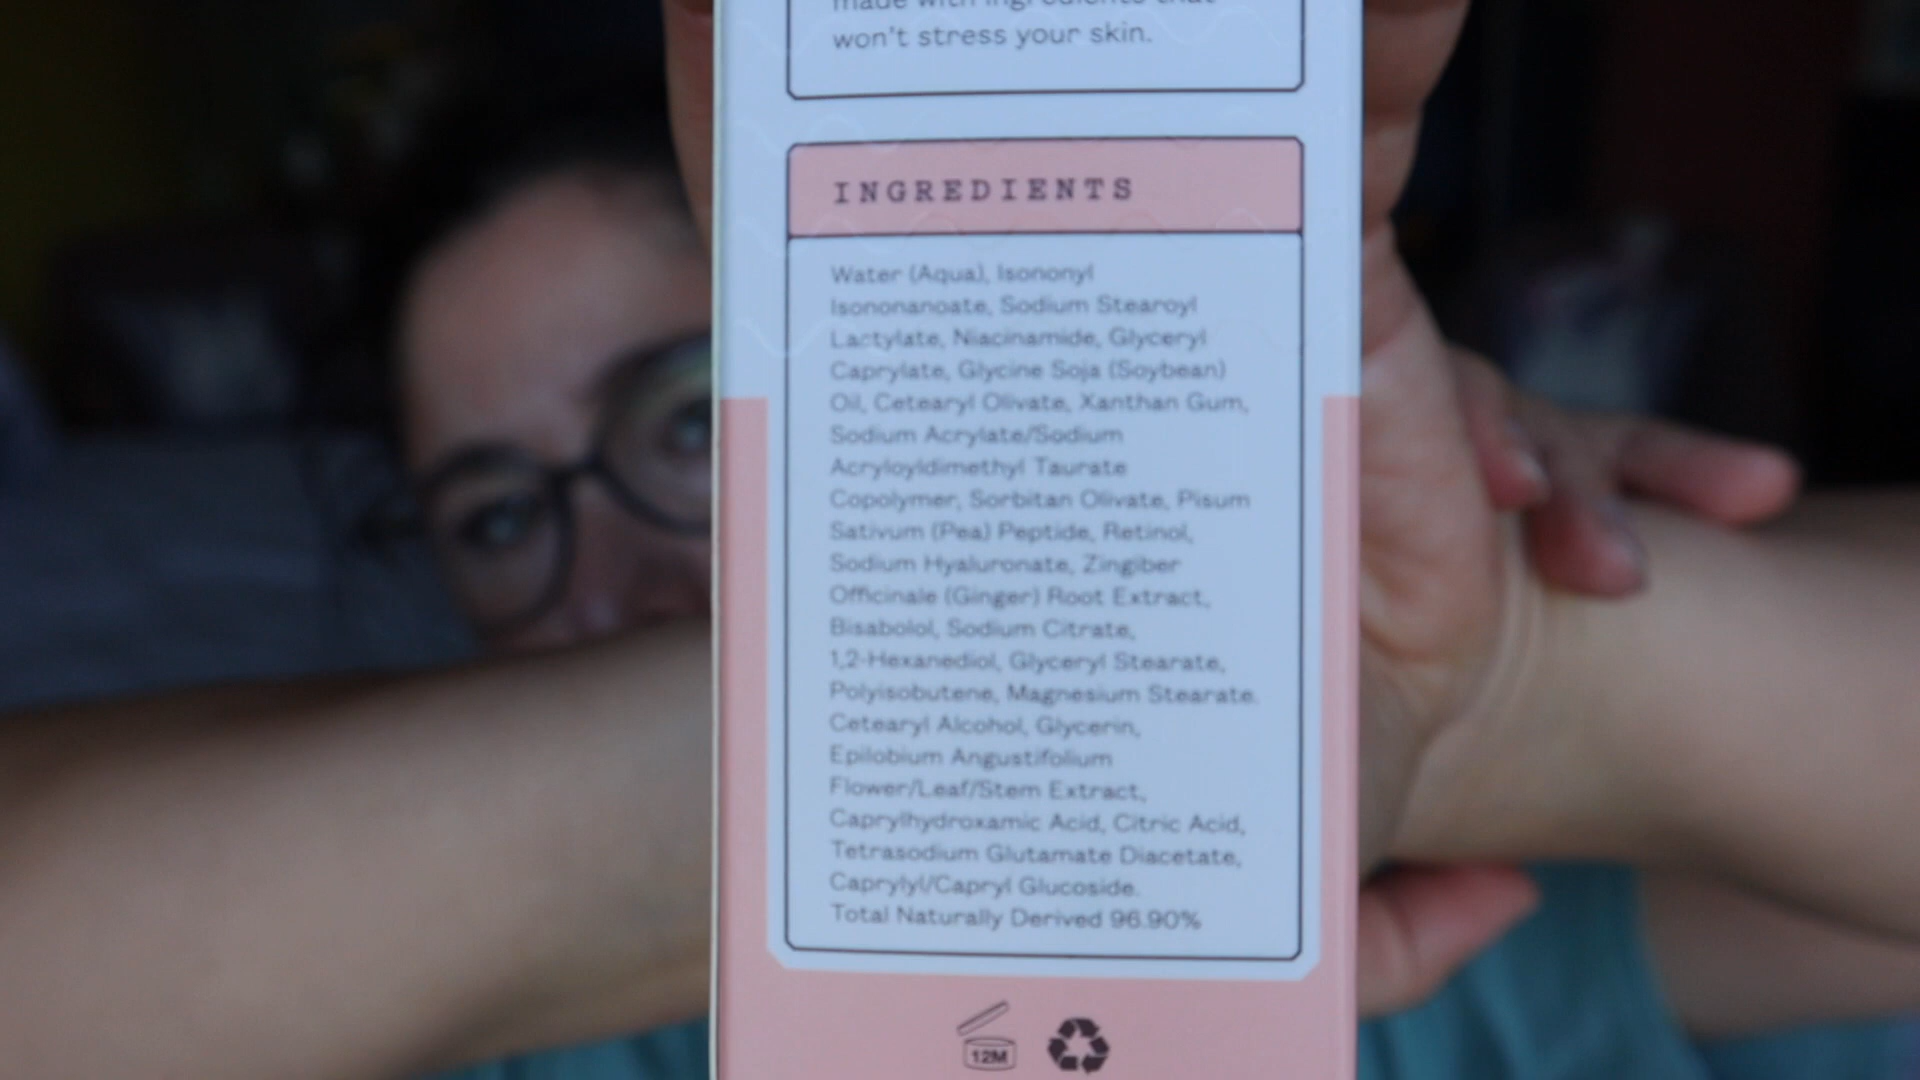 made with ingredients that
won't stress your skin.
INGREDIENTS
Water (Aqua), Isononyl
Isononanoate, Sodium Stearoyl
Lactylate, Niacinamide, Glyceryl
Caprylate, Glycine Soja (Soybean)
Oil, Cetearyl Olivate, Xanthan Gum,
Sodium Acrylate/Sodium
Acryloyldimethyl Taurate
Copolymer, Sorbitan Olivate, Pisum
Sativum (Pea) Peptide, Retinol,
Sodium Hyaluronate, Zingiber
Officinale (Ginger) Root Extract,
Bisabolol, Sodium Citrate,
1,2-Hexanediol, Glyceryl Stearate,
Polyisobutene, Magnesium Stearate.
Cetearyl Alcohol, Glycerin,
Epilobium Angustifolium
Flower/Leaf/Stem Extract,
Caprylhydroxamic Acid, Citric Acid,
Tetrasodium Glutamate Diacetate,
Caprylyl/Capryl Glucoside.
Total Naturally Derived 96.90%
12M